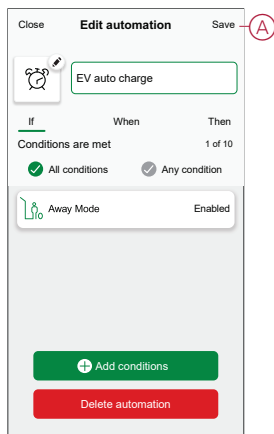 Close Edit automation Save
A
EV auto charge
If When Then
Conditions are met 1 of 10
All conditions Any condition
Away Mode Enabled
Add conditions
Delete automation